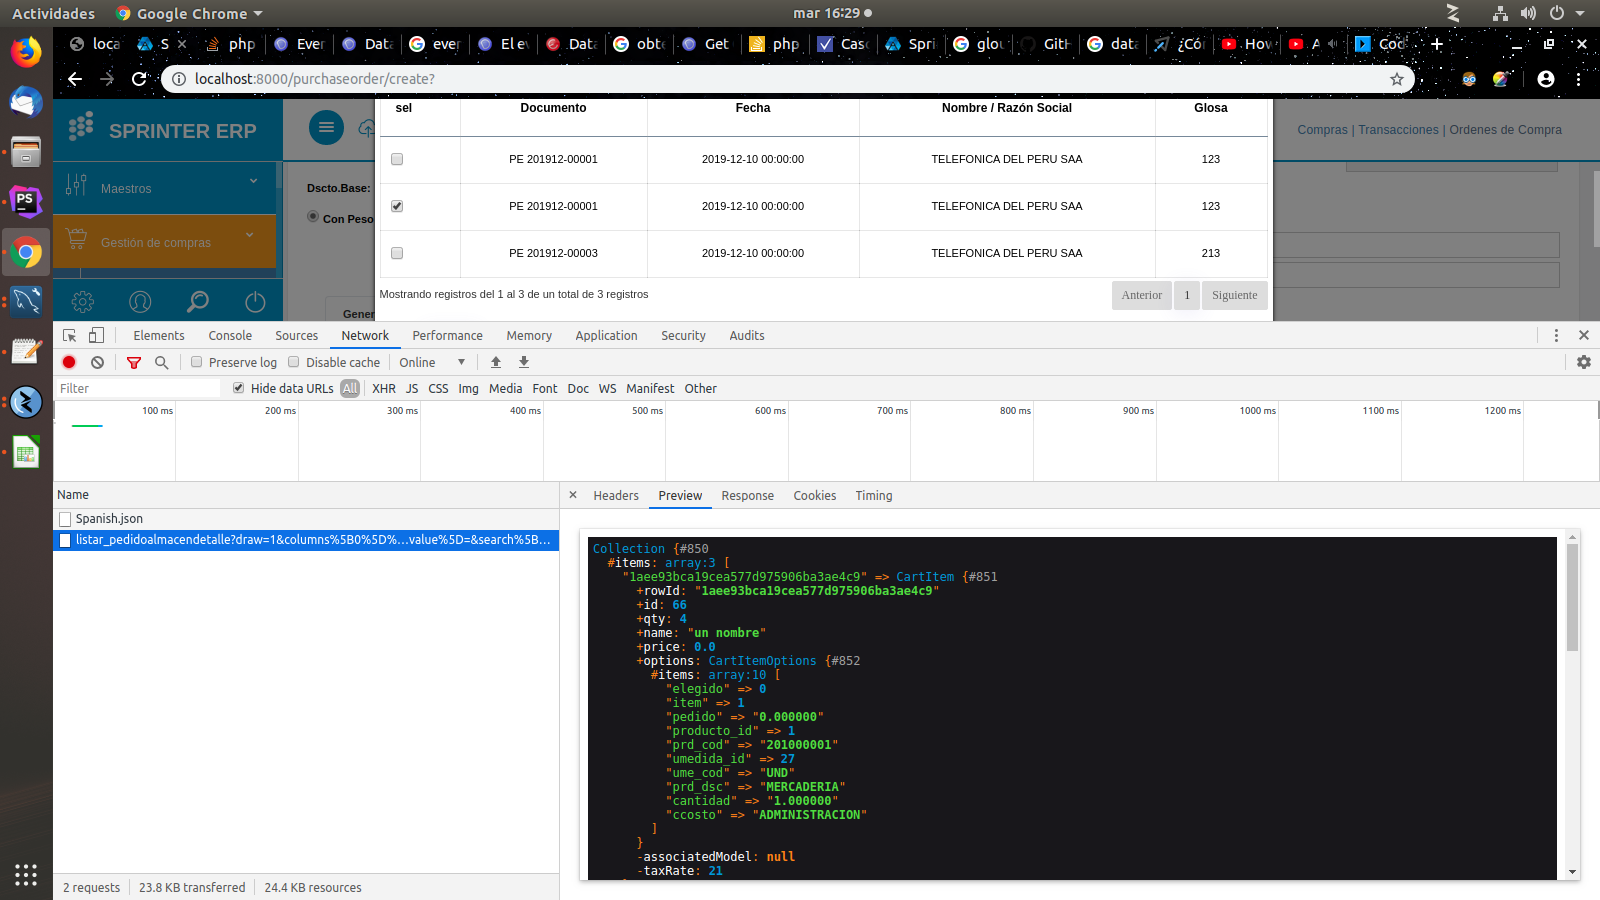 Actividades
Google Chrome
mar 16:29
loca
S
php
Ever
Data
ever
El ev
Data
obte
Get
php
Casc
Spri
glou
GitH
data
¿Có
How
A
Cod
localhost:8000/purchaseorder/create?
SPRINTER ERP
Maestros
Gestión de compras
Compras | Transacciones | Ordenes de Compra
Dscto.Base:
Con Peso
Gener
sel Documento Fecha Nombre / Razón Social Glosa
PE 201912-00001 2019-12-10 00:00:00 TELEFONICA DEL PERU SAA 123
PE 201912-00001 2019-12-10 00:00:00 TELEFONICA DEL PERU SAA 123
PE 201912-00003 2019-12-10 00:00:00 TELEFONICA DEL PERU SAA 213
Mostrando registros del 1 al 3 de un total de 3 registros
Anterior 1 Siguiente
Elements Console Sources Network Performance Memory Application Security Audits
Preserve log Disable cache Online
Filter Hide data URLs All XHR JS CSS Img Media Font Doc WS Manifest Other
100 ms 200 ms 300 ms 400 ms 500 ms 600 ms 700 ms 800 ms 900 ms 1000 ms 1100 ms 1200 ms
Name
Spanish.json
listar_pedidoalmacendetalle?draw=1&columns%5B0%5D%...value%5D=&search%5B...
2 requests 23.8 KB transferred 24.4 KB resources
Headers Preview Response Cookies Timing
Collection {#850
#items: array:3 [
"1aee93bca19cea577d975906ba3ae4c9" => CartItem {#851
+rowId: "1aee93bca19cea577d975906ba3ae4c9"
+id: 66
+qty: 4
+name: "un nombre"
+price: 0.0
+options: CartItemOptions {#852
#items: array:10 [
"elegido" => 0
"item" => 1
"pedido" => "0.000000"
"producto_id" => 1
"prd_cod" => "201000001"
"umedida_id" => 27
"ume_cod" => "UND"
"prd_dsc" => "MERCADERIA"
"cantidad" => "1.000000"
"ccosto" => "ADMINISTRACION"
]
}
-associatedModel: null
-taxRate: 21